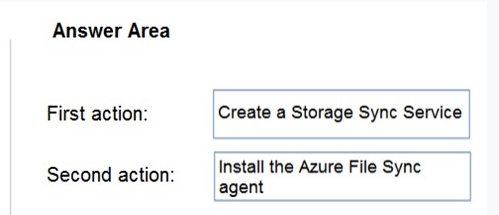 Answer Area
First action:
Create a Storage Sync Service
Second action:
Install the Azure File Sync
agent